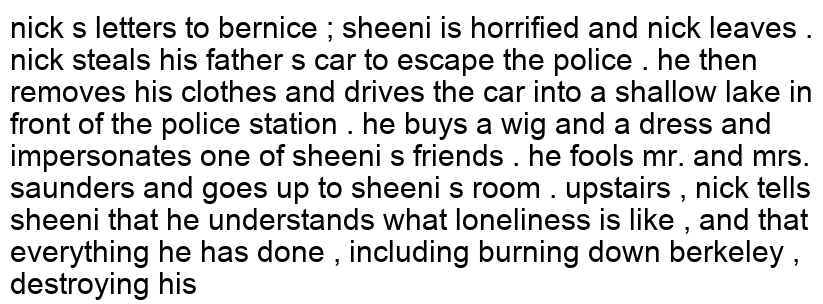 nick s letters to bernice ; sheeni is horrified and nick leaves .
nick steals his father s car to escape the police . he then
removes his clothes and drives the car into a shallow lake in
front of the police station . he buys a wig and a dress and
impersonates one of sheeni s friends . he fools mr. and mrs.
saunders and goes up to sheeni s room . upstairs , nick tells
sheeni that he understands what loneliness is like , and that
everything he has done , including burning down berkeley ,
destroying his